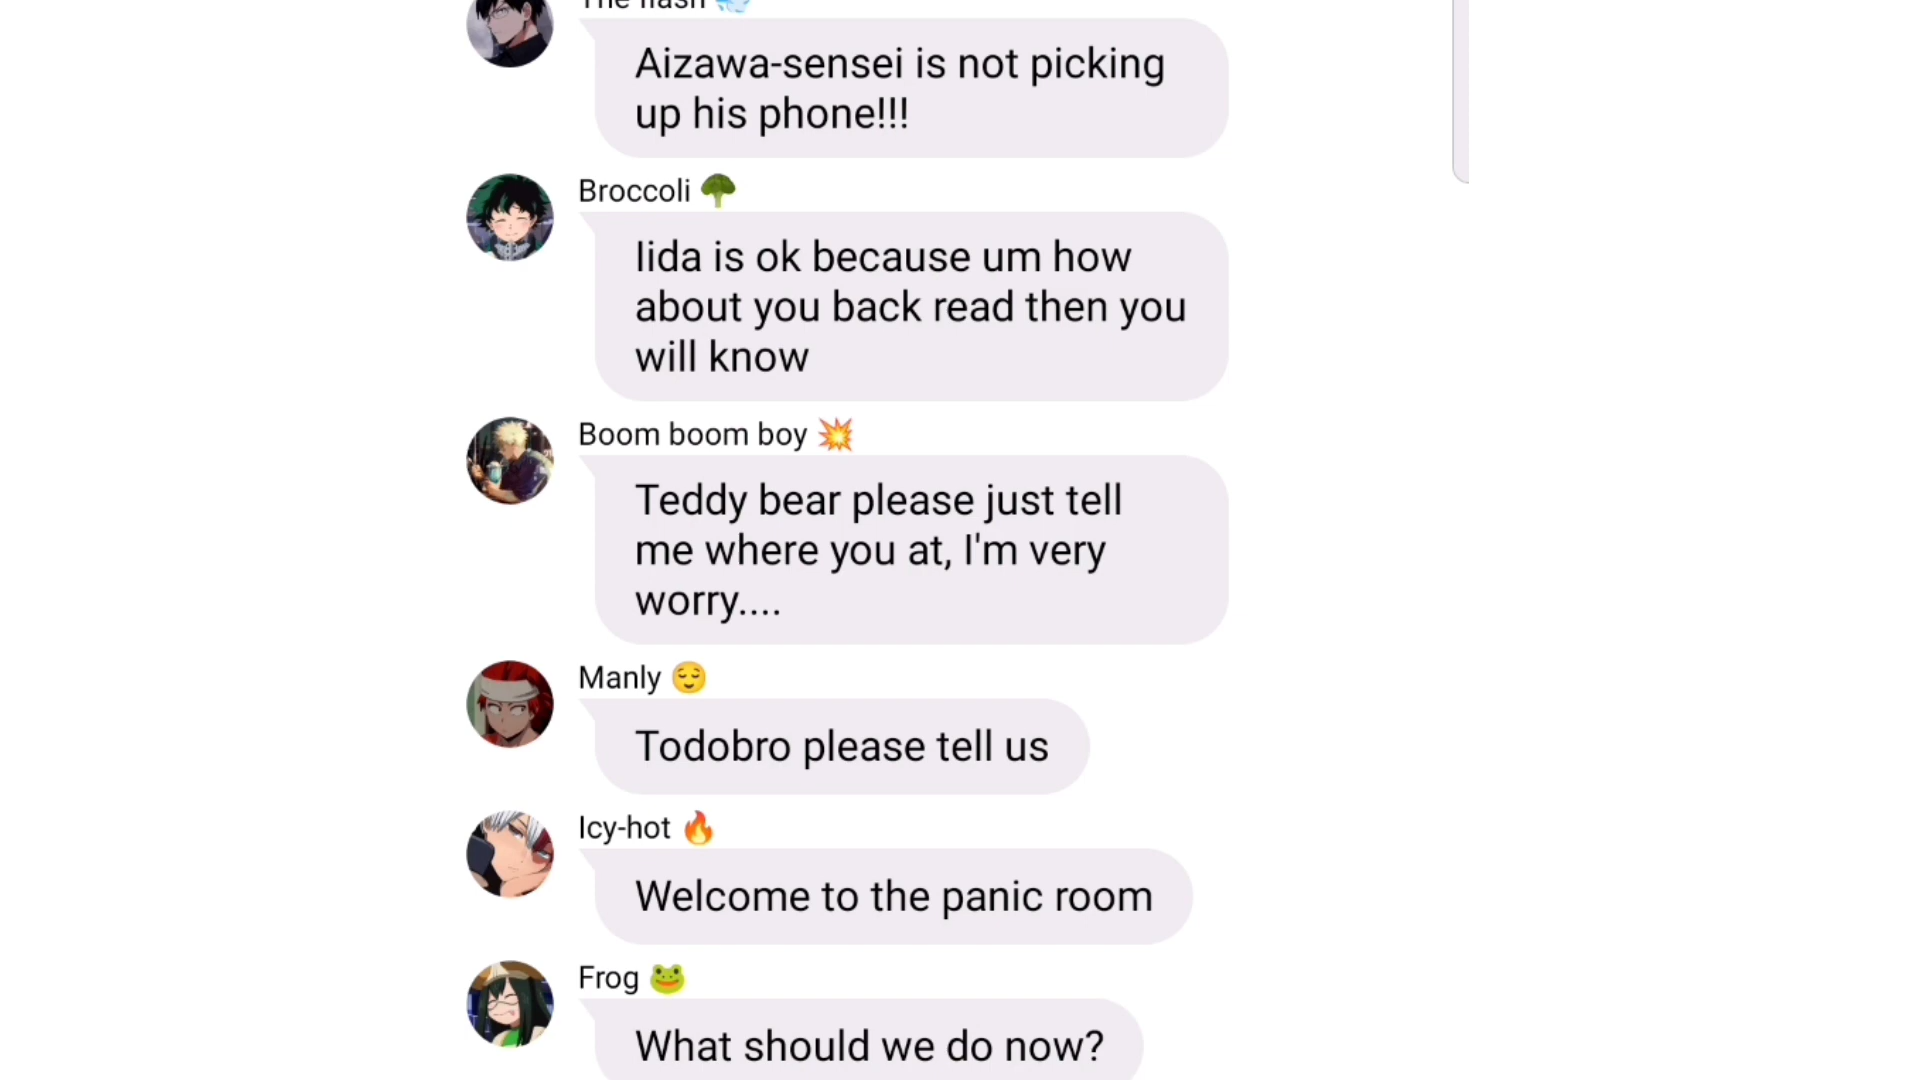 The flash 💨
Aizawa-sensei is not picking
up his phone!!!
Broccoli 🥦
Iida is ok because um how
about you back read then you
will know
Boom boom boy 💥
Teddy bear please just tell
me where you at, I'm very
worry....
Manly 😌
Todobro please tell us
Icy-hot 🔥
Welcome to the panic room
Frog 🐸
What should we do now?